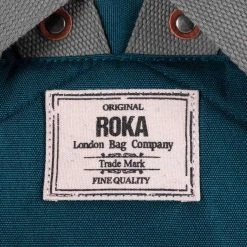 ORIGINAL
ROKA
London Bag Company
Trade Mark
FINE QUALITY